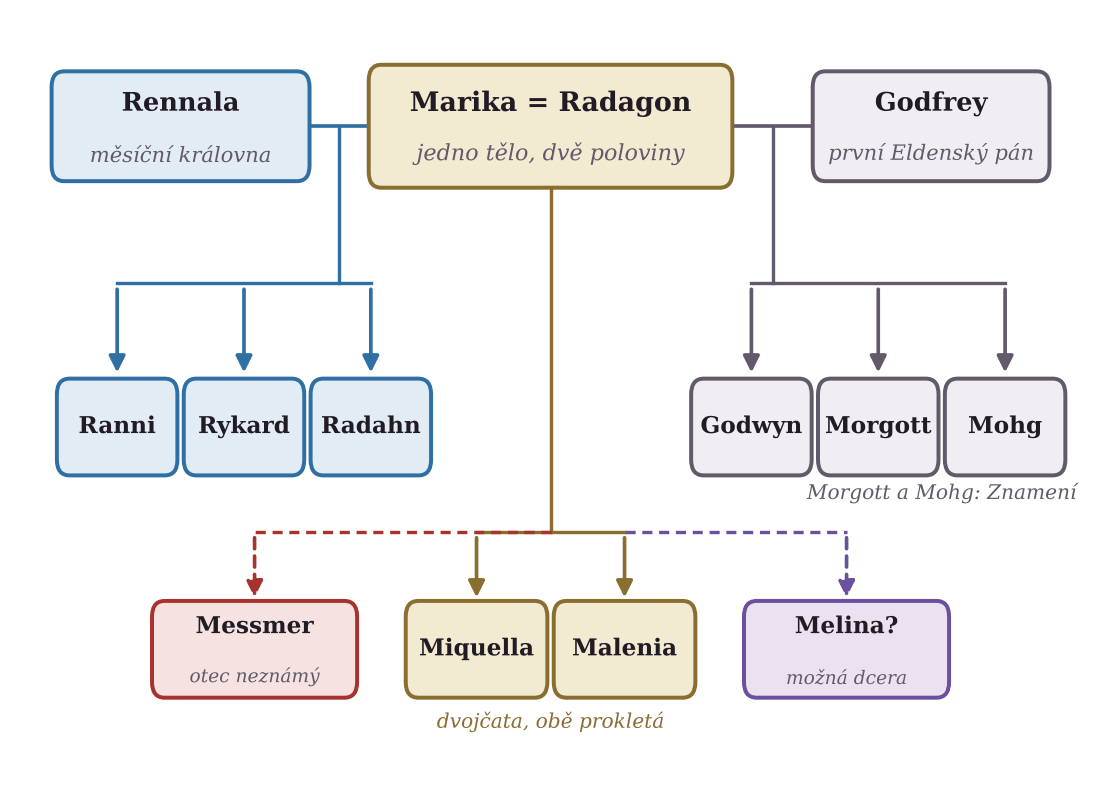 Rennala
měsíční královna
Marika = Radagon
jedno tělo, dvě poloviny
Godfrey
první Eldenský pán
Ranni
Rykard
Radahn
Godwyn
Morgott
Mohg
Morgott a Mohg: Znamení
Messmer
otec neznámý
Miquella
Malenia
Melina?
možná dcera
dvojčata, obě prokletá